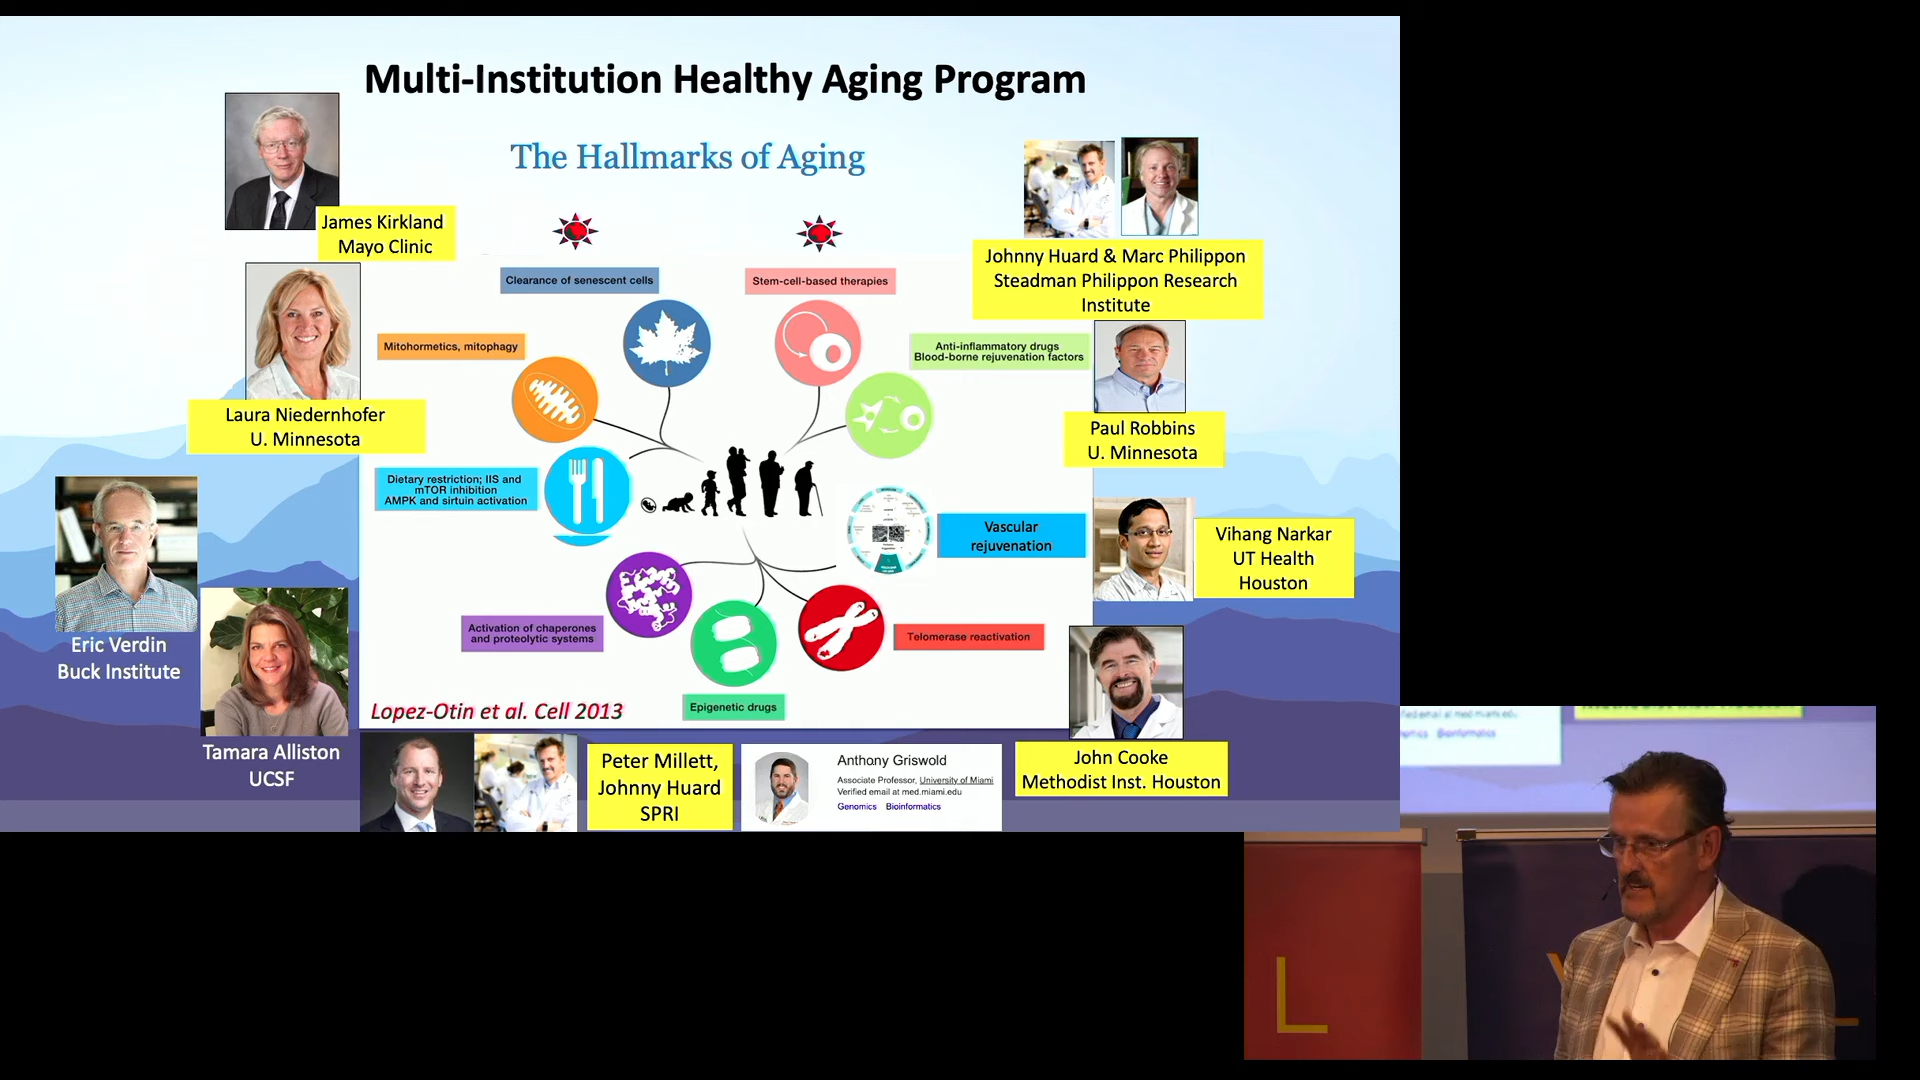 Multi-Institution Healthy Aging Program
The Hallmarks of Aging
James Kirkland
Mayo Clinic
Johnny Huard & Marc Philippon
Steadman Philippon Research
Institute
Clearance of senescent cells
Stem-cell-based therapies
Mitohormetics, mitophagy
Anti-inflammatory drugs
Blood-borne rejuvenation factors
Laura Niedernhofer
U. Minnesota
Paul Robbins
U. Minnesota
Dietary restriction; IIS and
mTOR inhibition
AMPK and sirtuin activation
Vascular
rejuvenation
Vihang Narkar
UT Health
Houston
Eric Verdin
Buck Institute
Activation of chaperones
and proteolytic systems
Telomerase reactivation
Epigenetic drugs
Lopez-Otin et al. Cell 2013
Tamara Alliston
UCSF
Peter Millett,
Johnny Huard
SPRI
Anthony Griswold
Associate Professor, University of Miami
Verified email at med.miami.edu
Genomics Bioinformatics
John Cooke
Methodist Inst. Houston
L